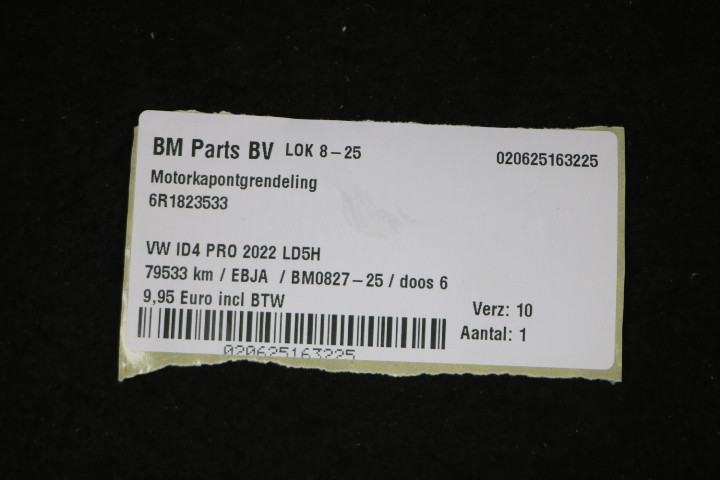 BM Parts BV LOK 8-25 020625163225
Motorkapontgrendeling
6R1823533
VW ID4 PRO 2022 LD5H
79533 km / EBJA / BM0827-25 / doos 6
9,95 Euro incl BTW
Verz: 10
Aantal: 1
020625163225